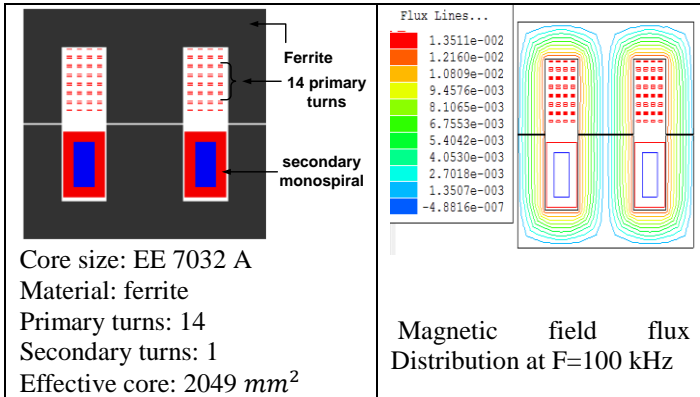 Ferrite
14 primary
turns
secondary
monospiral
Core size: EE 7032 A
Material: ferrite
Primary turns: 14
Secondary turns: 1
Effective core: 2049 mm²
Flux Lines...
1.3511e-002
1.2160e-002
1.0809e-002
9.4576e-003
8.1065e-003
6.7553e-003
5.4042e-003
4.0530e-003
2.7018e-003
1.3507e-003
-4.8816e-007
Magnetic field flux
Distribution at F=100 kHz